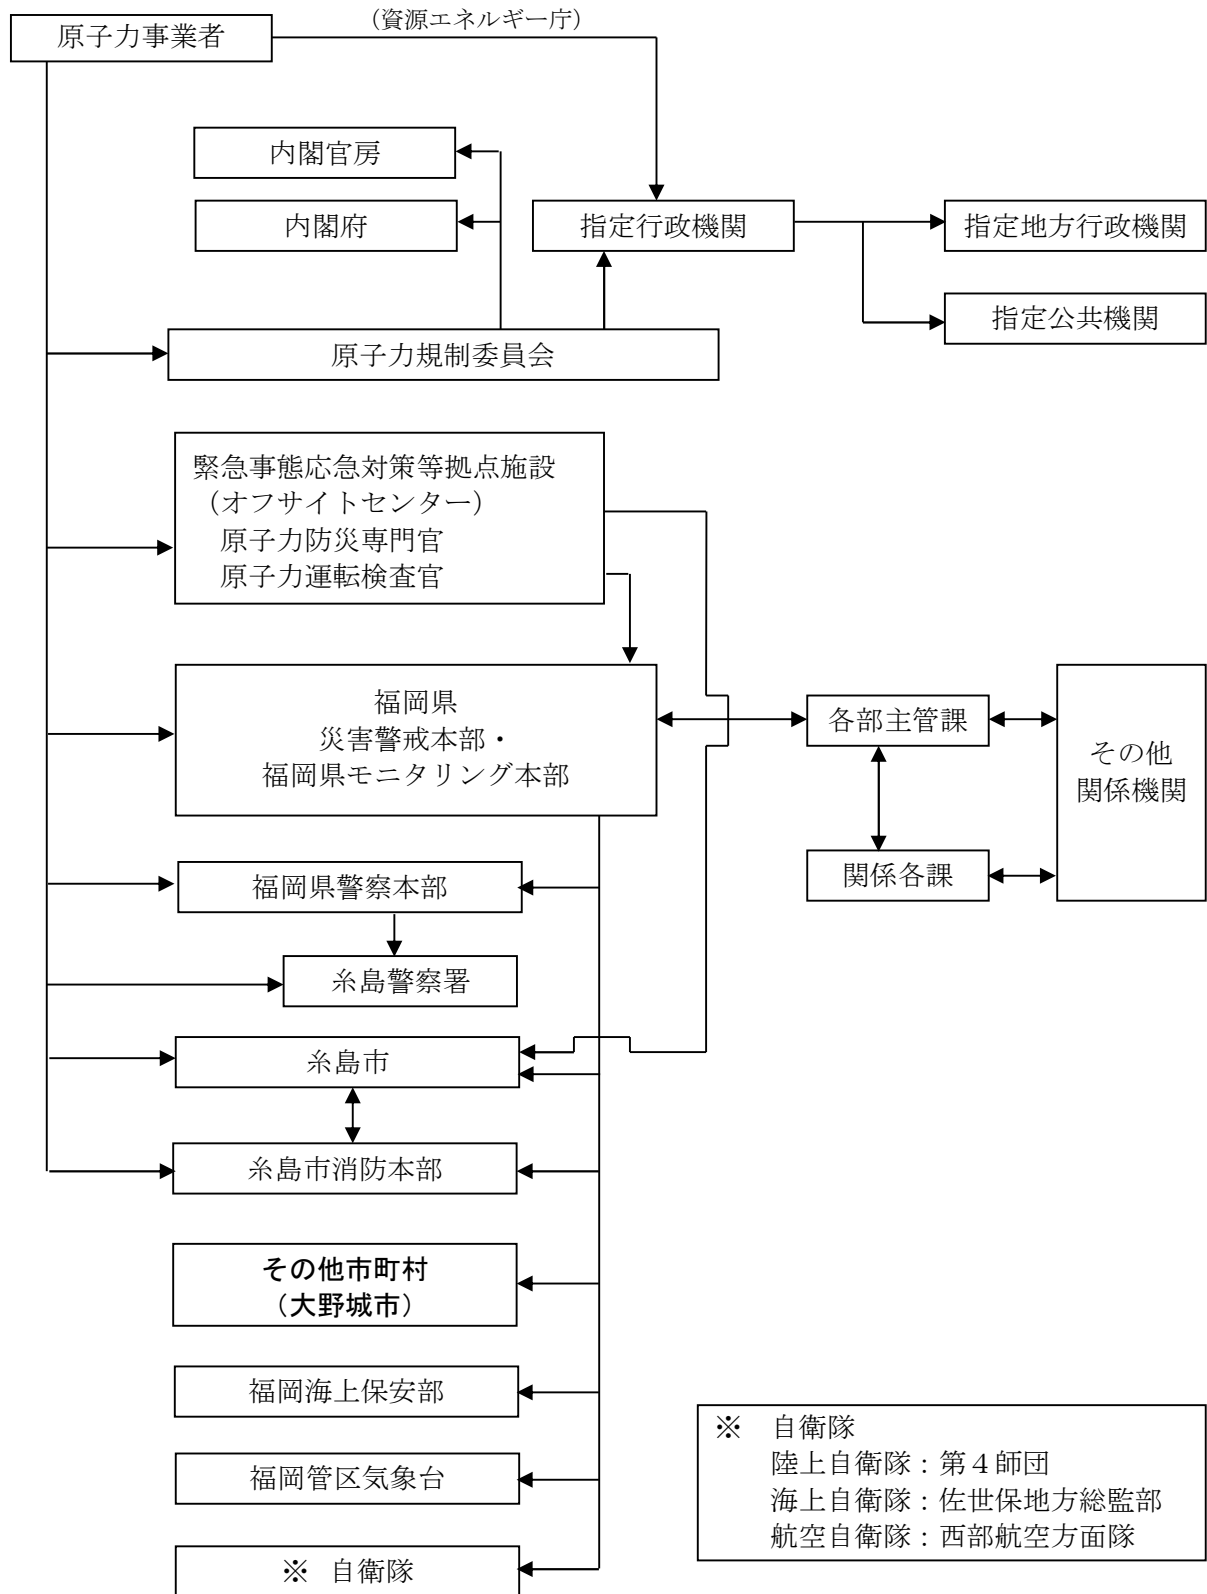 （資源エネルギー庁）
原子力事業者
内閣官房
内閣府
指定行政機関
指定地方行政機関
指定公共機関
原子力規制委員会
緊急事態応急対策等拠点施設
（オフサイトセンター）
原子力防災専門官
原子力運転検査官
福岡県
災害警戒本部・
福岡県モニタリング本部
各部主管課
その他
関係機関
関係各課
福岡県警察本部
糸島警察署
糸島市
糸島市消防本部
その他市町村
（大野城市）
福岡海上保安部
福岡管区気象台
※　自衛隊
※　自衛隊
陸上自衛隊：第４師団
海上自衛隊：佐世保地方総監部
航空自衛隊：西部航空方面隊